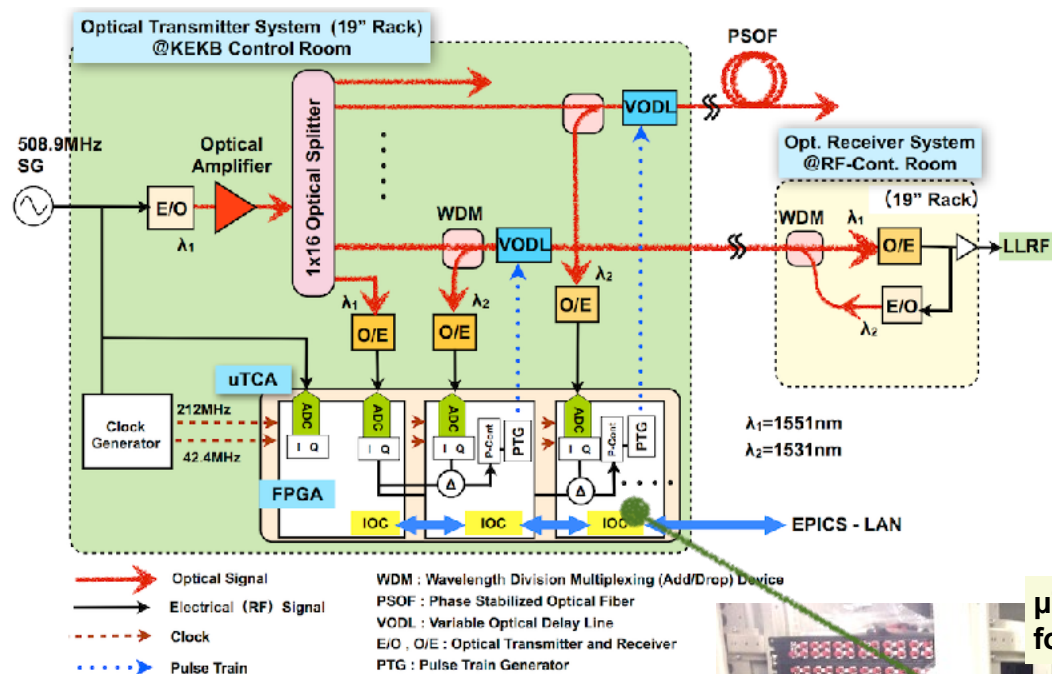 Optical Transmitter System (19” Rack)
@KEKB Control Room
PSOF
VODL
508.9MHz
SG
Optical
Amplifier
1x16 Optical Splitter
E/O
λ1
WDM
VODL
λ1
O/E
λ2
O/E
λ2
O/E
Opt. Receiver System
@RF-Cont. Room
(19” Rack)
WDM
λ1
O/E
LLRF
E/O
λ2
uTCA
Clock
Generator
212MHz
42.4MHz
ADC
I Q
ADC
I Q
ADC
I Q
P-Cont
PTG
Δ
ADC
I Q
P-Cont
PTG
Δ
FPGA
IOC
IOC
IOC
EPICS - LAN
λ1=1551nm
λ2=1531nm
Optical Signal
Electrical (RF) Signal
Clock
Pulse Train
WDM : Wavelength Division Multiplexing (Add/Drop) Device
PSOF : Phase Stabilized Optical Fiber
VODL : Variable Optical Delay Line
E/O , O/E : Optical Transmitter and Receiver
PTG : Pulse Train Generator
μ
fo